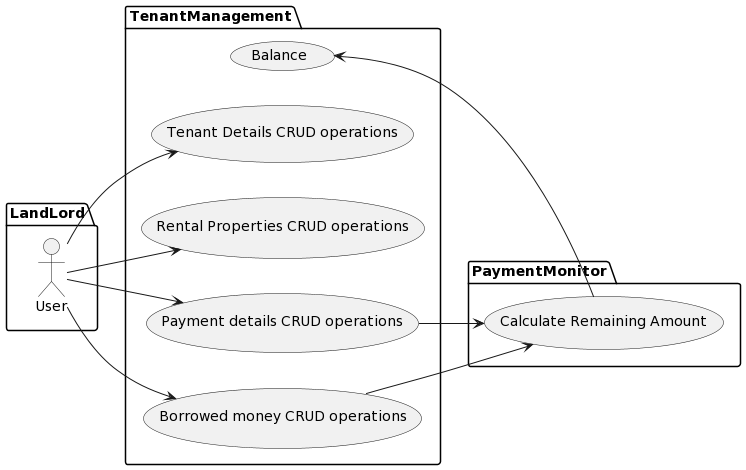 TenantManagement
Balance
Tenant Details CRUD operations
LandLord
Rental Properties CRUD operations
PaymentMonitor
User
Payment details CRUD operations
Calculate Remaining Amount
Borrowed money CRUD operations